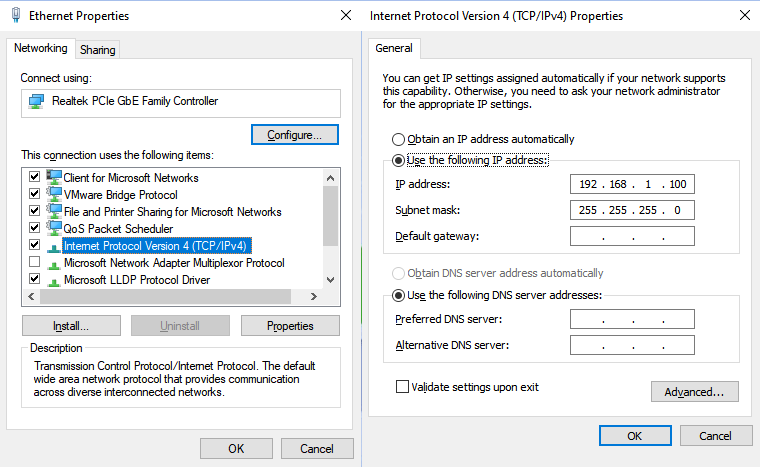 Ethernet Properties
Networking
Sharing
Connect using:
Realtek PCIe GbE Family Controller
Configure...
This connection uses the following items:
Client for Microsoft Networks
VMware Bridge Protocol
File and Printer Sharing for Microsoft Networks
QoS Packet Scheduler
Internet Protocol Version 4 (TCP/IPv4)
Microsoft Network Adapter Multiplexor Protocol
Microsoft LLDP Protocol Driver
Install...
Uninstall
Properties
Description
Transmission Control Protocol/Internet Protocol. The default
wide area network protocol that provides communication
across diverse interconnected networks.
OK
Cancel
Internet Protocol Version 4 (TCP/IPv4) Properties
General
You can get IP settings assigned automatically if your network supports
this capability. Otherwise, you need to ask your network administrator
for the appropriate IP settings.
Obtain an IP address automatically
Use the following IP address:
IP address:
192 . 168 . 1 . 100
Subnet mask:
255 . 255 . 255 . 0
Default gateway:
. . .
Obtain DNS server address automatically
Use the following DNS server addresses:
Preferred DNS server:
. . .
Alternative DNS server:
. . .
Validate settings upon exit
Advanced...
OK
Cancel